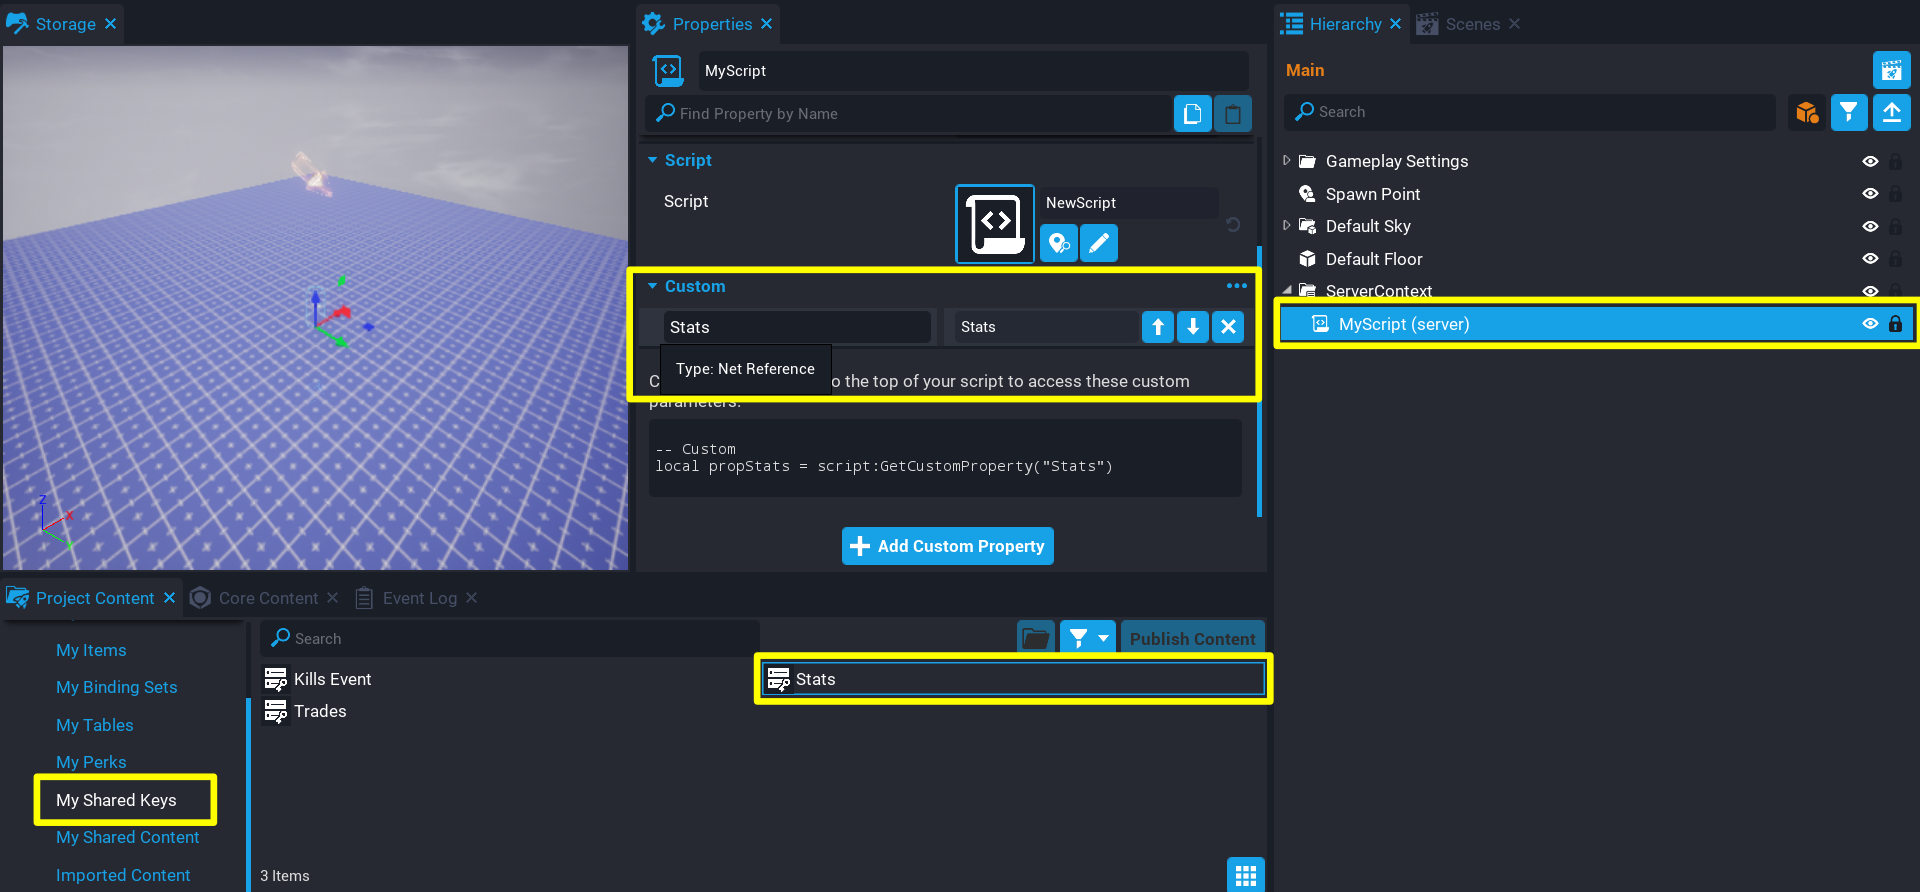 Storage
Z
X
Properties
MyScript
Find Property by Name
Script
Script
NewScript
Custom
Stats
Stats
Type: Net Reference
C
o the top of your script to access these custom
parameters:
-- Custom
local propStats = script:GetCustomProperty("Stats")
Add Custom Property
Hierarchy
Scenes
Main
Search
Gameplay Settings
Spawn Point
Default Sky
Default Floor
ServerContext
MyScript (server)
Project Content
Core Content
Event Log
My Items
My Binding Sets
My Tables
My Perks
My Shared Keys
My Shared Content
Imported Content
Search
Publish Content
Kills Event
Stats
Trades
3 Items